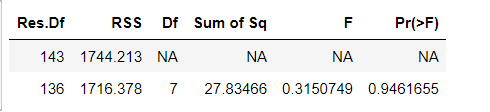 Res.Df RSS Df Sum of Sq F Pr(>F)
143 1744.213 NA NA NA NA
136 1716.378 7 27.83466 0.3150749 0.9461655